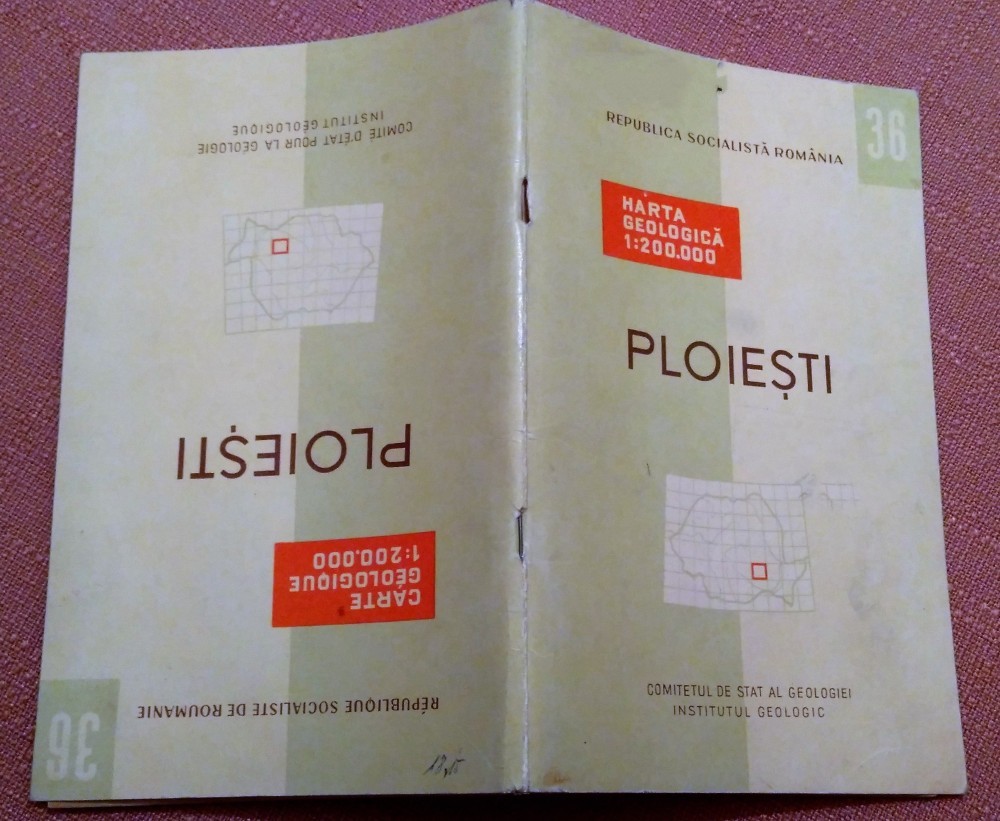 36
REPUBLICA SOCIALISTĂ ROMÂNIA
HARTA
GEOLOGICĂ
1:200.000
PLOIEȘTI
COMITETUL DE STAT AL GEOLOGIEI
INSTITUTUL GEOLOGIC
36
RÉPUBLIQUE SOCIALISTE DE ROUMANIE
CARTE
GÉOLOGIQUE
1:200.000
PLOIEȘTI
COMITÉ D'ÉTAT POUR LA GÉOLOGIE
INSTITUT GÉOLOGIQUE